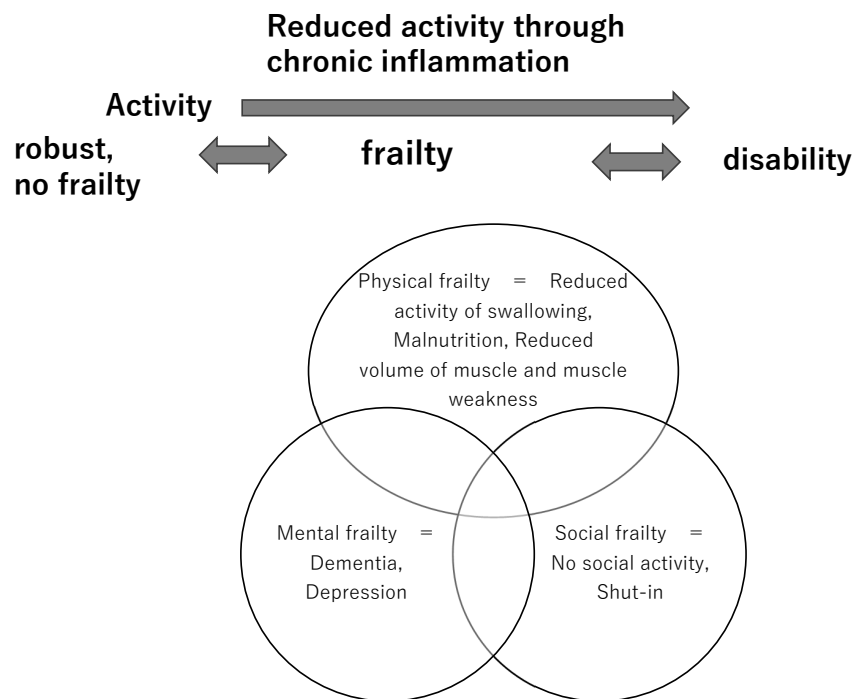 Reduced activity through
chronic inflammation
Activity
robust,
no frailty
frailty
disability
Physical frailty = Reduced
activity of swallowing,
Malnutrition, Reduced
volume of muscle and muscle
weakness
Mental frailty =
Dementia,
Depression
Social frailty =
No social activity,
Shut-in